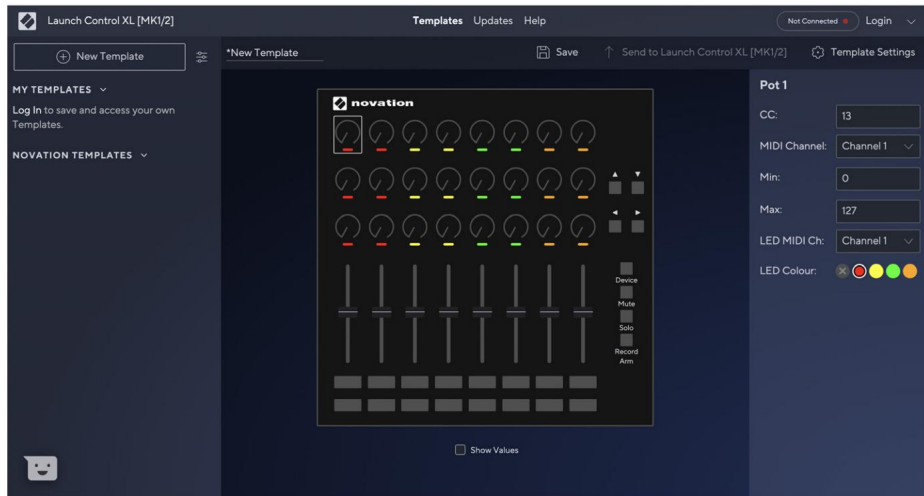 Launch Control XL [MK1/2]
Templates Updates Help
Not Connected
Login
New Template
*New Template
Save
Send to Launch Control XL [MK1/2]
Template Settings
MY TEMPLATES
Log In to save and access your own
Templates.
NOVATION TEMPLATES
novation
Device
Mute
Solo
Record
Arm
Show Values
Pot 1
CC: 13
MIDI Channel: Channel 1
Min: 0
Max: 127
LED MIDI Ch: Channel 1
LED Colour: